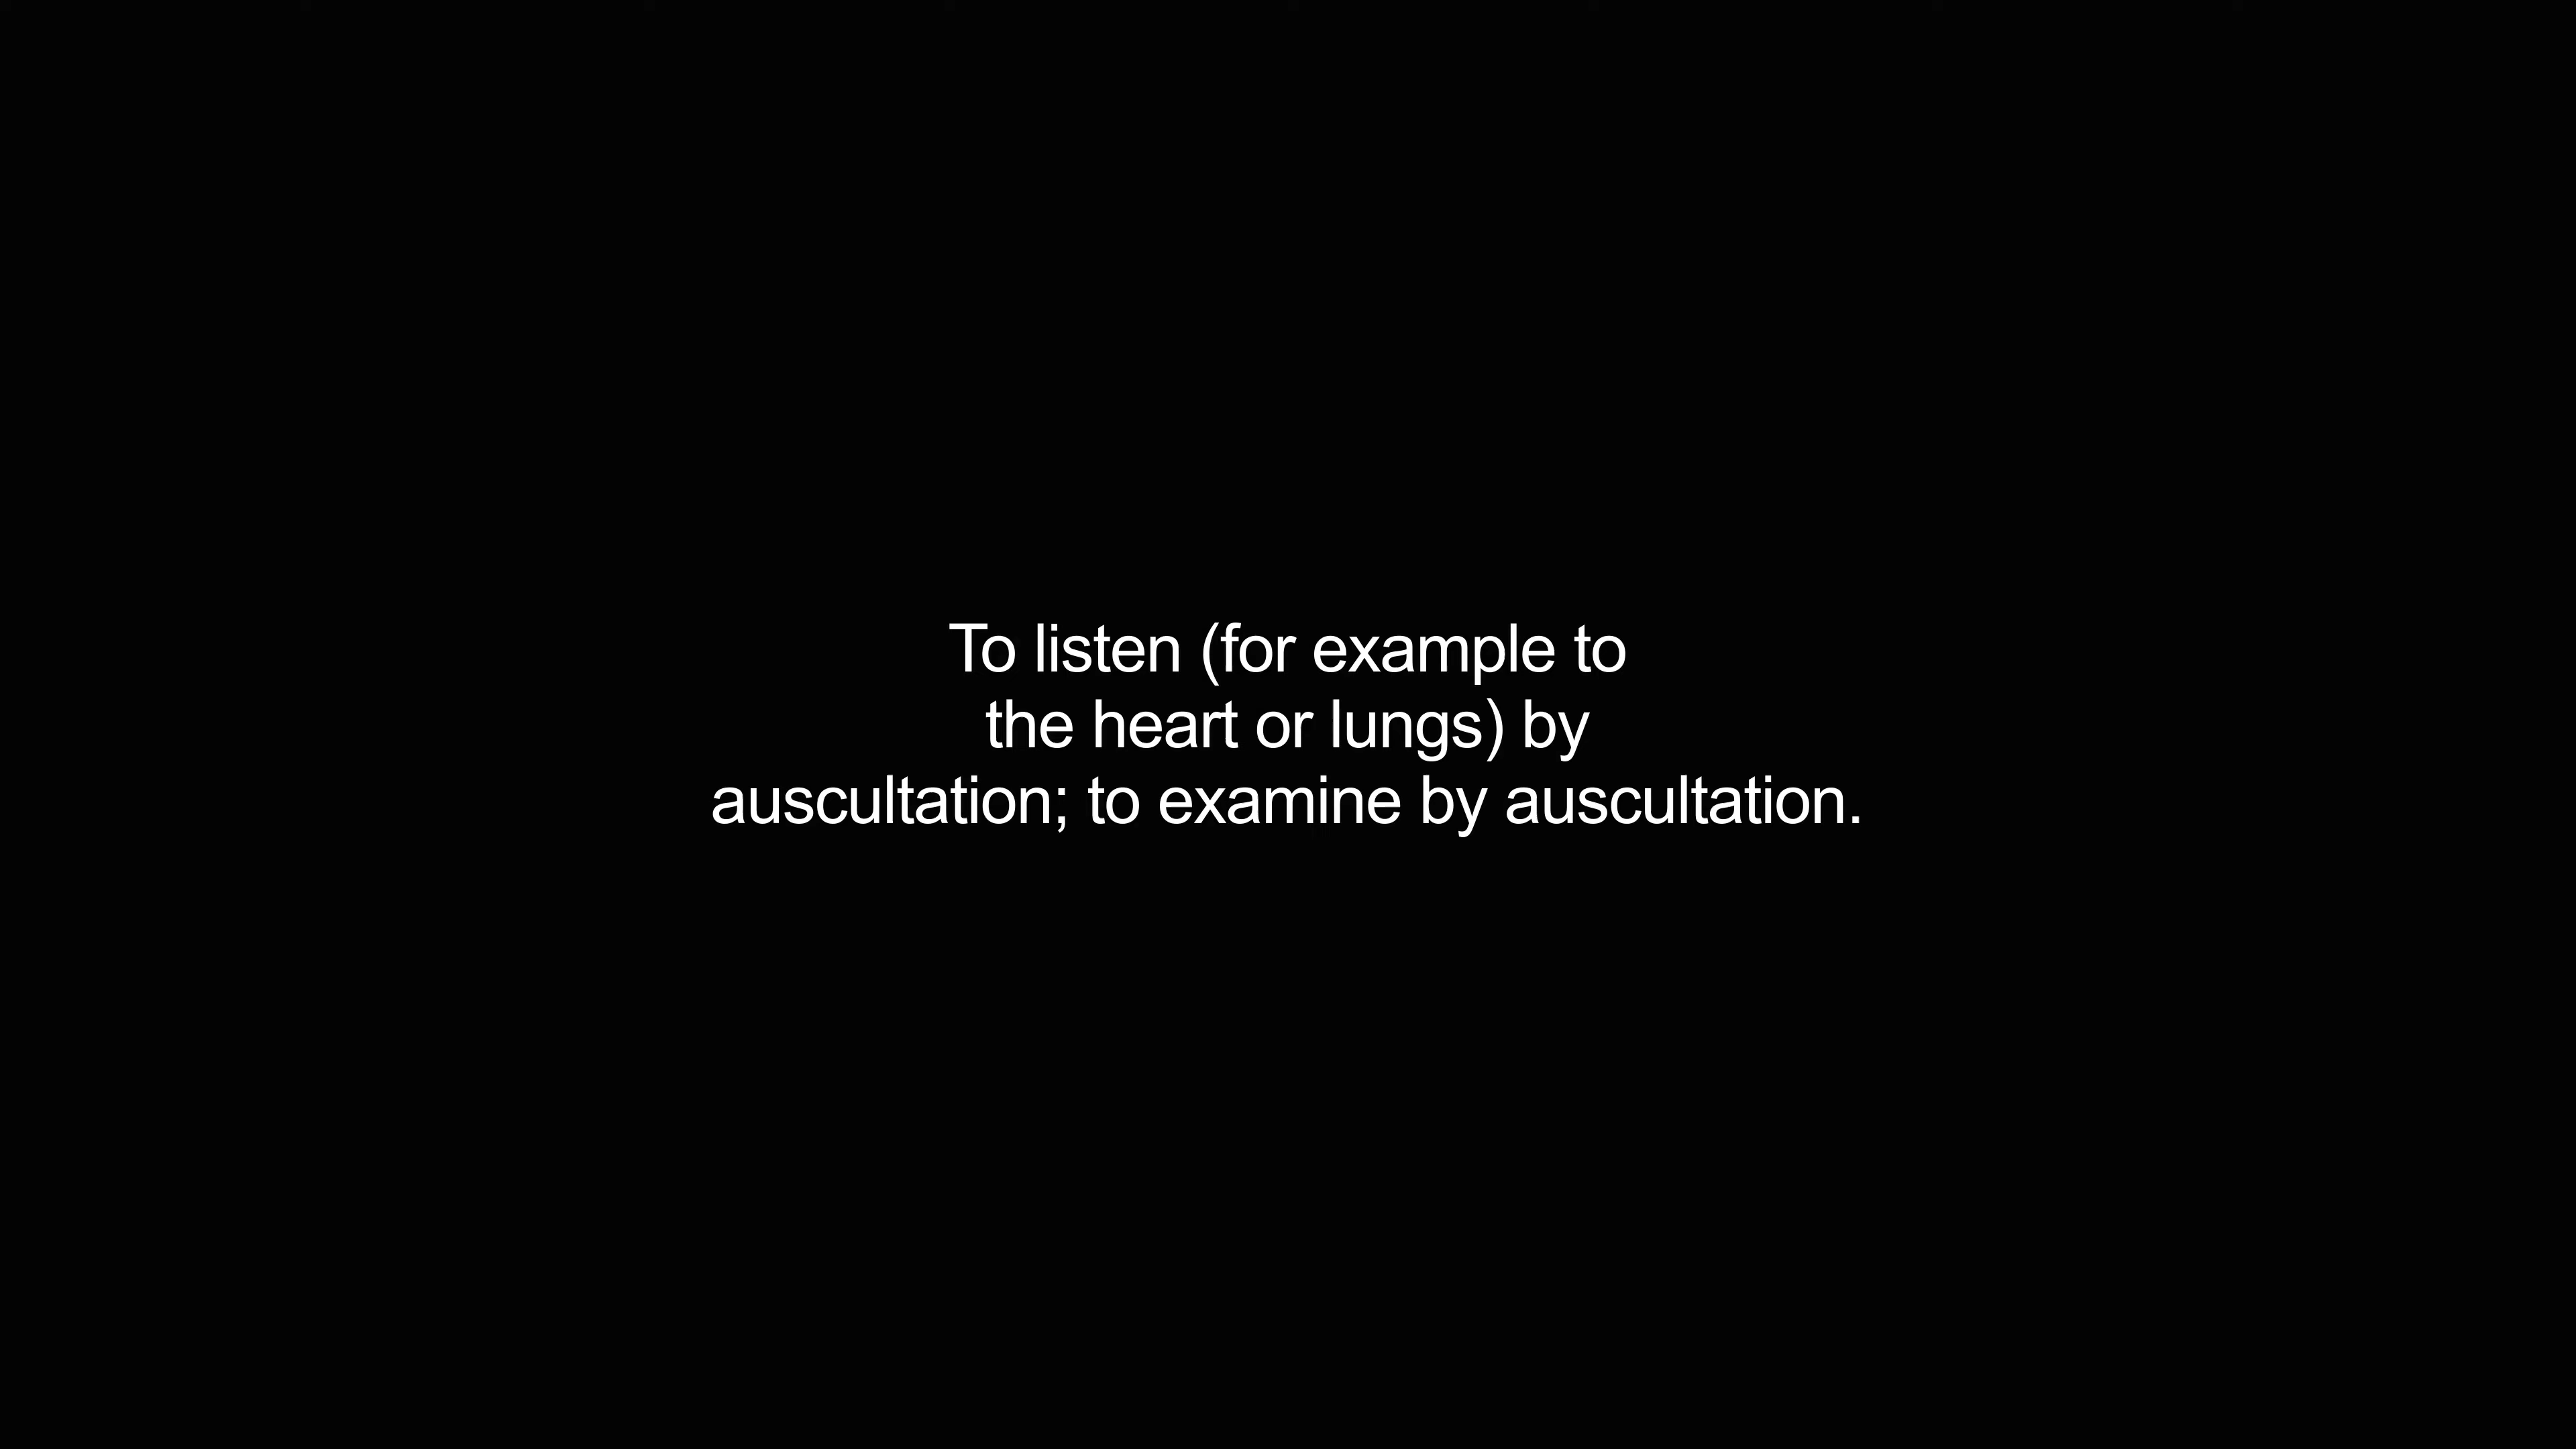 To listen (for example to
the heart or lungs) by
auscultation; to examine by auscultation.